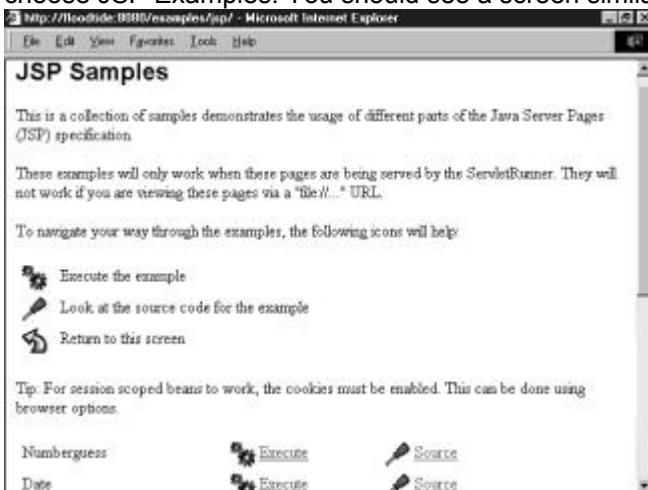 choose JSP Examples. You should see a screen simila
http://floodtide:8080/examples/jsp/ - Microsoft Internet Explorer
File Edit View Favorites Tools Help
JSP Samples
This is a collection of samples demonstrates the usage of different parts of the Java Server Pages
(JSP) specification.
These examples will only work when these pages are being served by the ServletRunner. They will
not work if you are viewing these pages via a "file://..." URL.
To navigate your way through the examples, the following icons will help:
Execute the example
Look at the source code for the example
Return to this screen
Tip: For session scoped beans to work, the cookies must be enabled. This can be done using
browser options.
Numberguess Execute Source
Date Execute Source